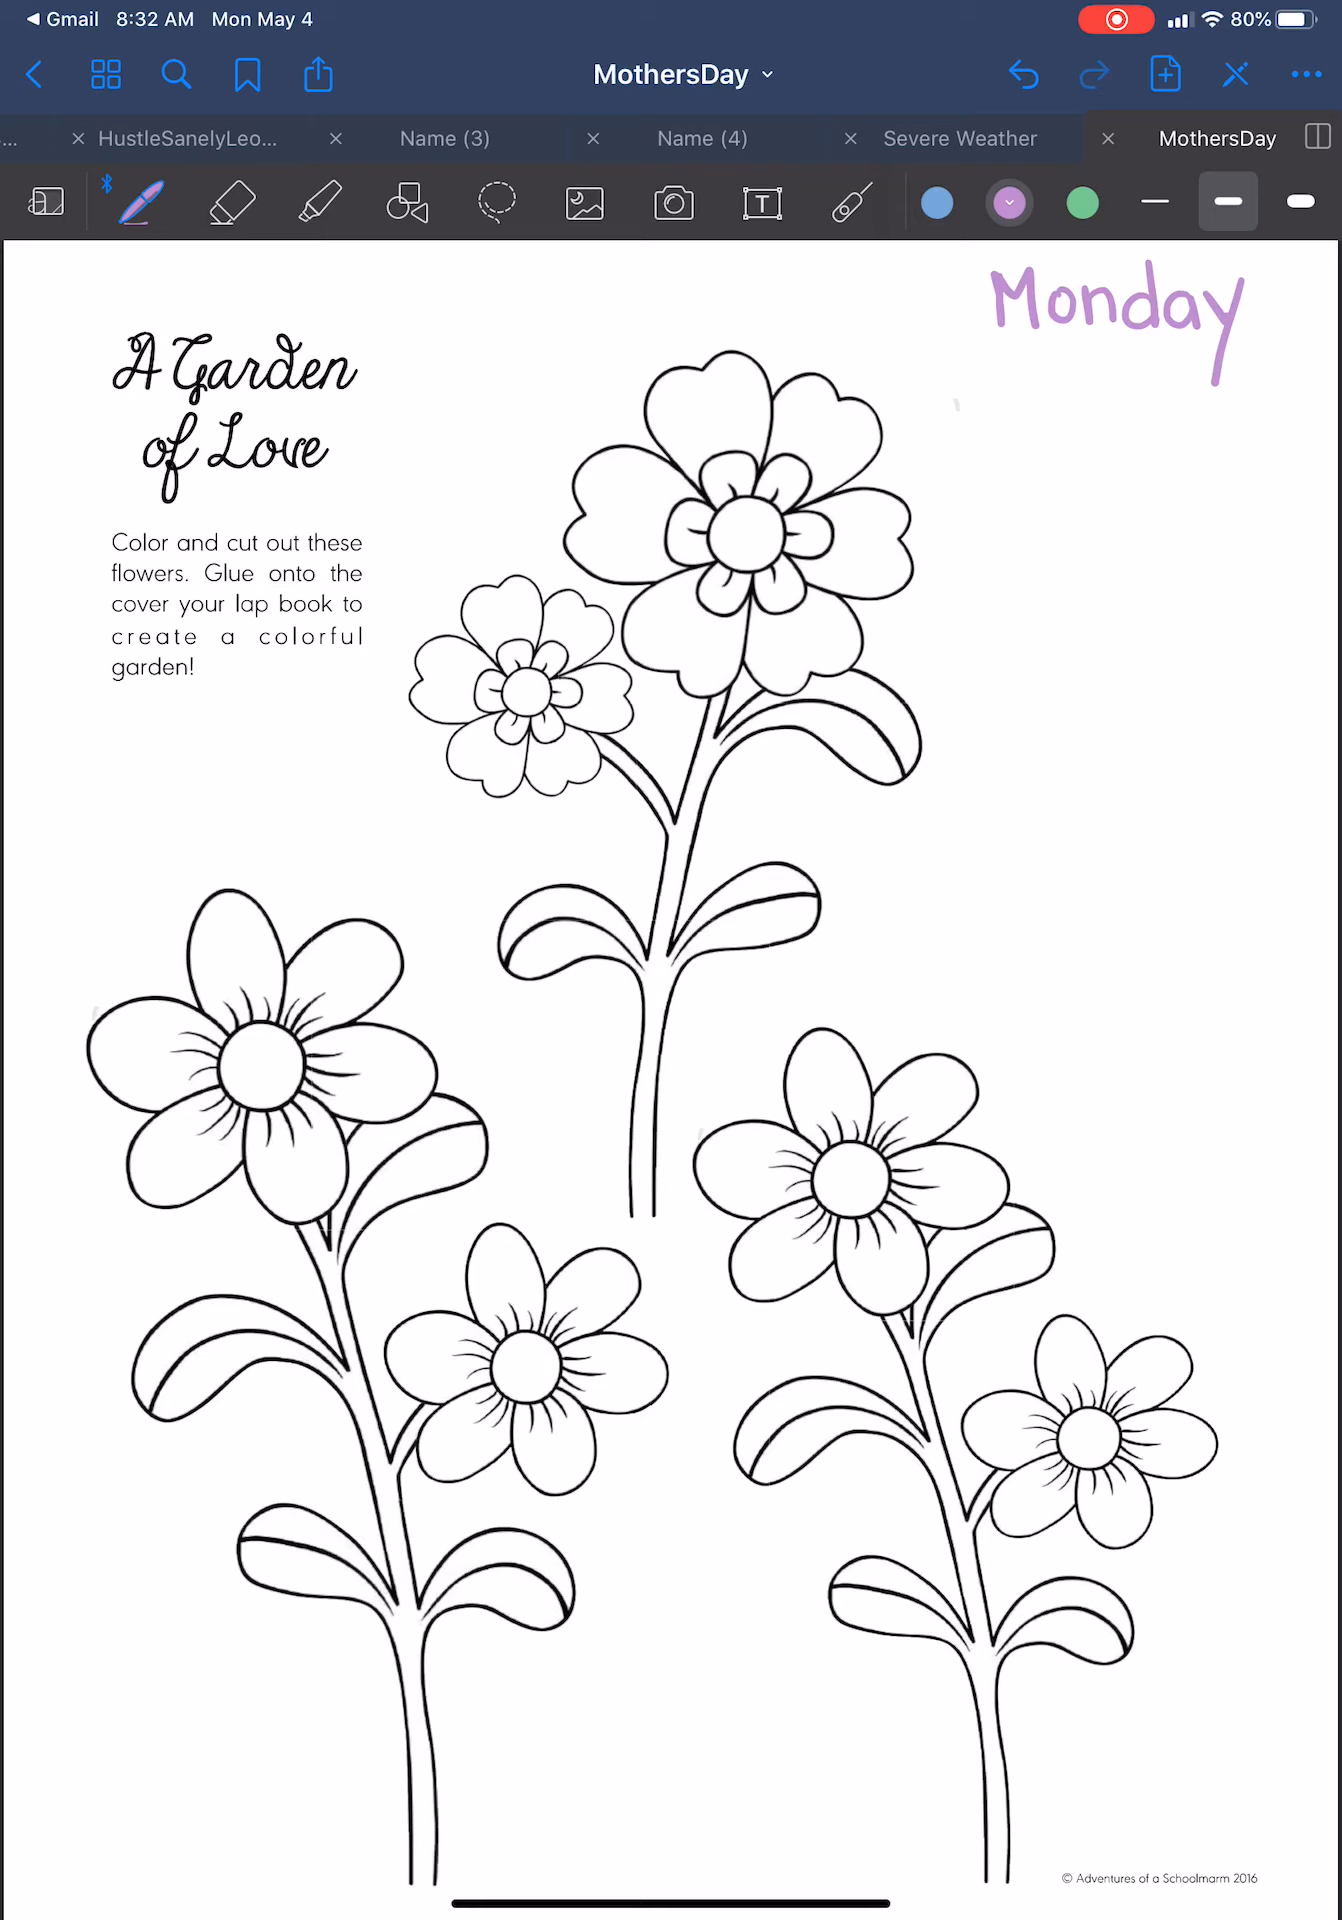 Gmail 8:32 AM Mon May 4 80%
MothersDay
... HustleSanelyLeo... Name (3) Name (4) Severe Weather MothersDay
T
Monday
A Garden
of Love
Color and cut out these
flowers. Glue onto the
cover your lap book to
create a colorful
garden!
© Adventures of a Schoolmarm 2016